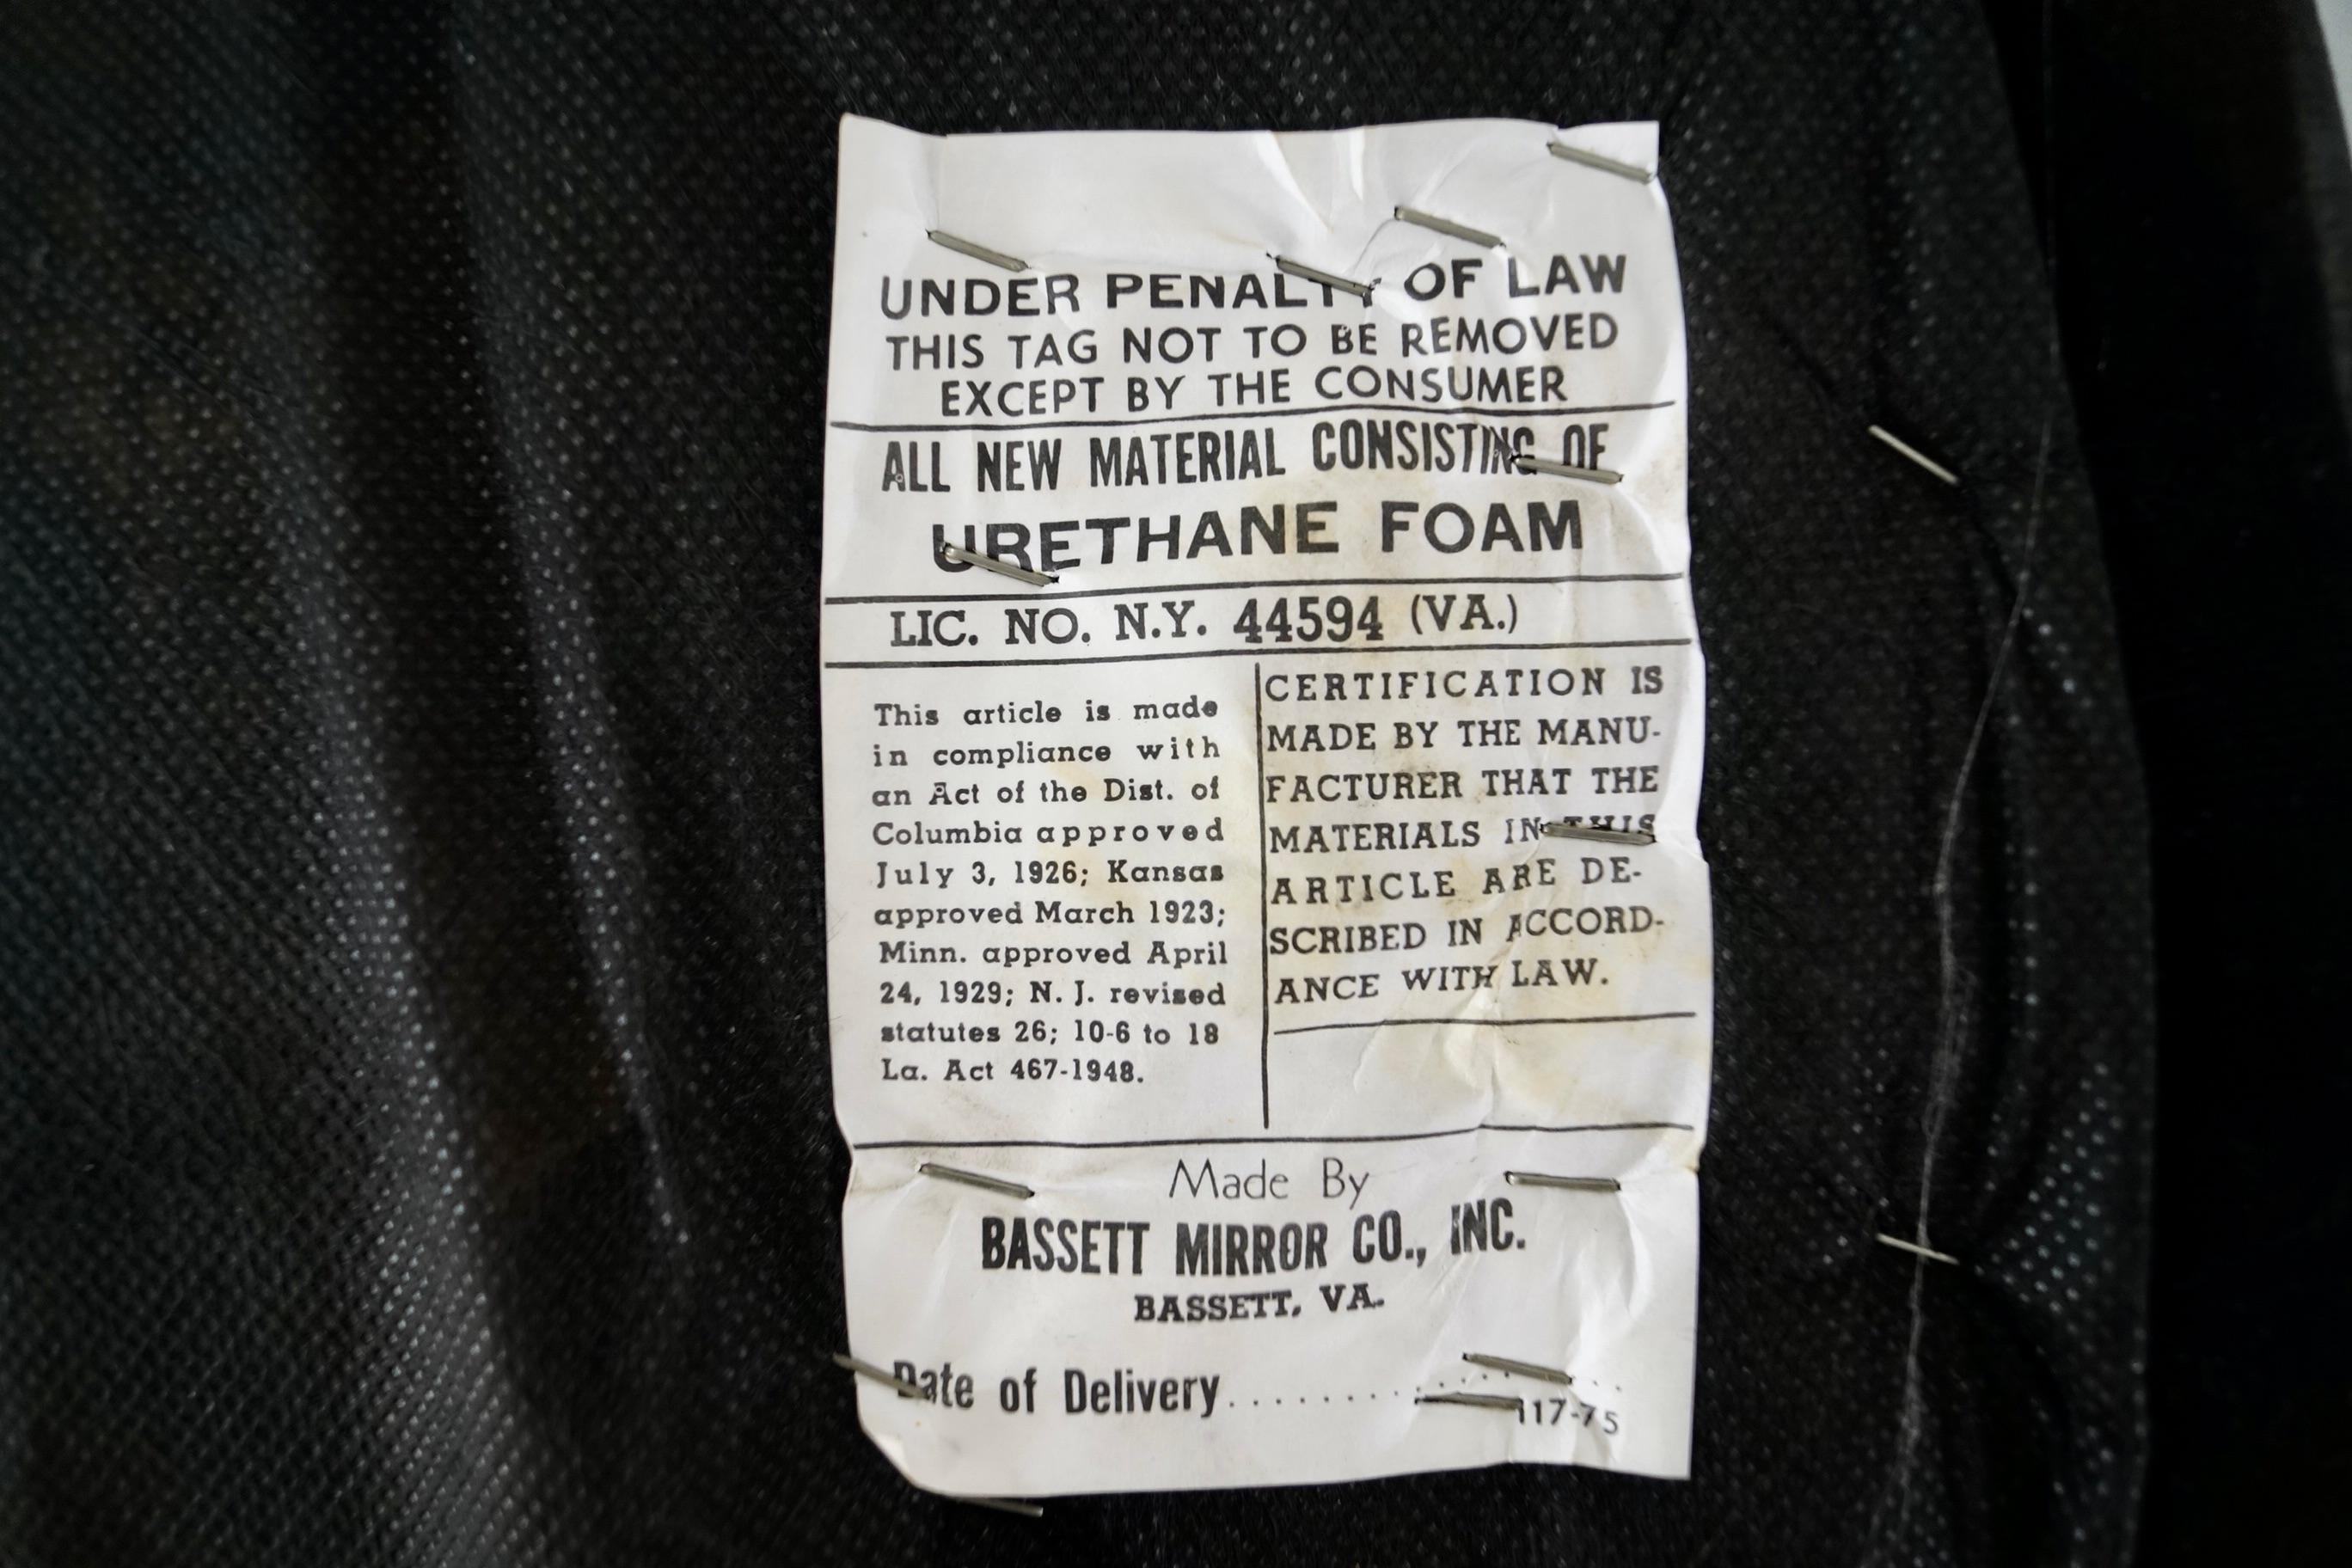 UNDER PENALTY OF LAW
THIS TAG NOT TO BE REMOVED
EXCEPT BY THE CONSUMER
ALL NEW MATERIAL CONSISTING OF
URETHANE FOAM
LIC. NO. N.Y. 44594 (VA.)
This article is made
in compliance with
an Act of the Dist. of
Columbia approved
July 3, 1926; Kansas
approved March 1923;
Minn. approved April
24, 1929; N. J. revised
statutes 26; 10-6 to 18
La. Act 467-1948.
CERTIFICATION IS
MADE BY THE MANU-
FACTURER THAT THE
MATERIALS IN THIS
ARTICLE ARE DE-
SCRIBED IN ACCORD-
ANCE WITH LAW.
Made By
BASSETT MIRROR CO., INC.
BASSETT, VA.
Date of Delivery....................
117-75